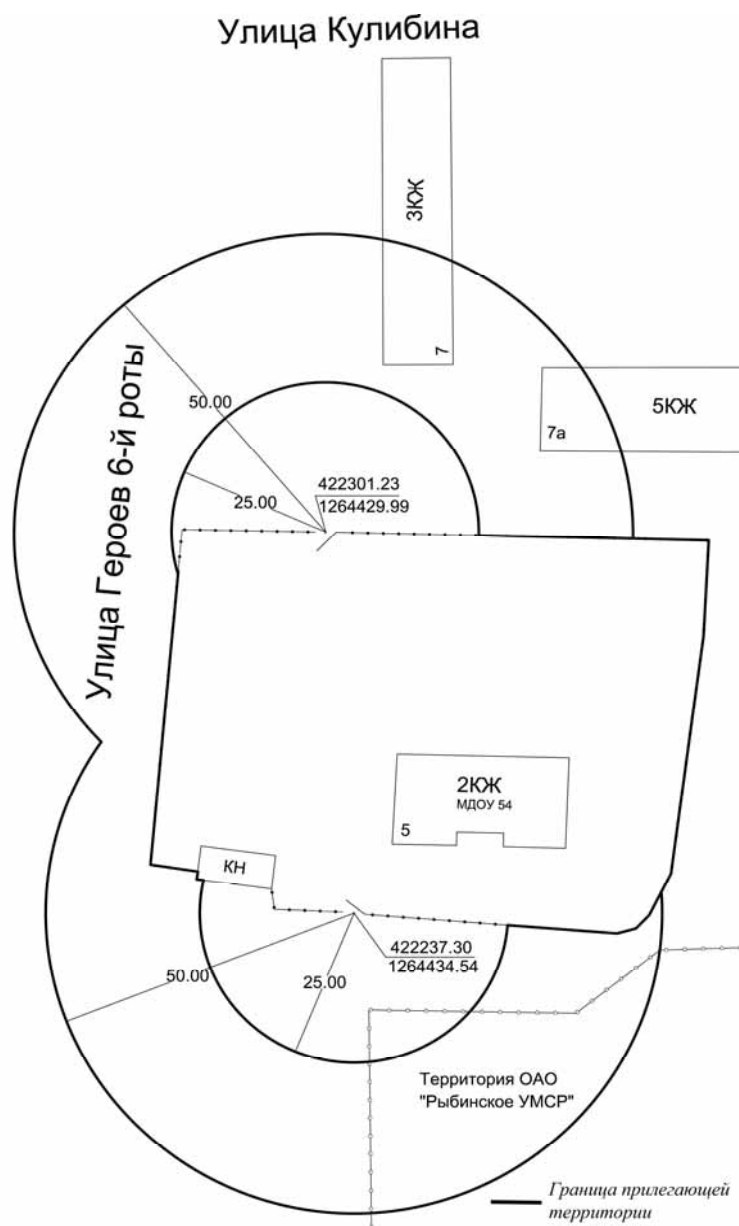 Улица Кулибина
3КЖ
7
Улица Героев 6-й роты
50.00
25.00
422301.23
1264429.99
5КЖ
7а
2КЖ
МДОУ 54
5
КН
422237.30
1264434.54
50.00
25.00
Территория ОАО
"Рыбинское УМСР"
Граница прилегающей
территории